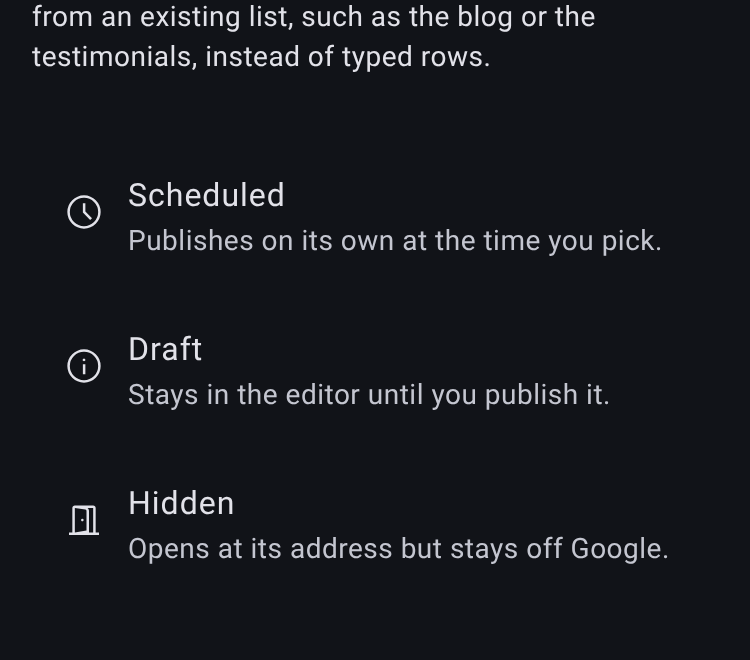 from an existing list, such as the blog or the
testimonials, instead of typed rows.
Scheduled
Publishes on its own at the time you pick.
Draft
Stays in the editor until you publish it.
Hidden
Opens at its address but stays off Google.